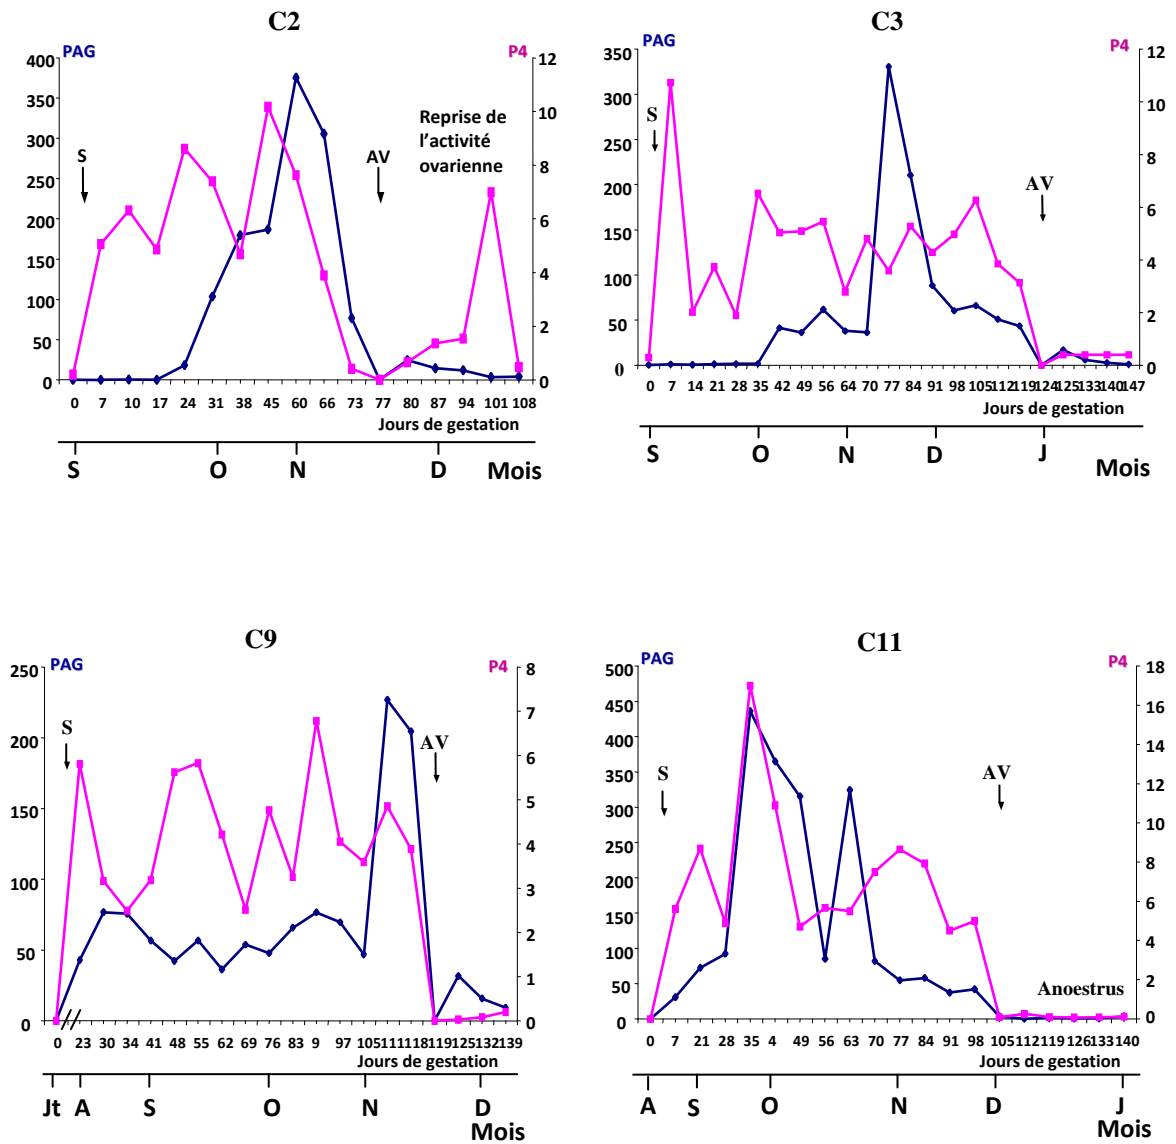 C2
PAG P4
400 350 300 250 200 150 100 50 0
12 10 8 6 4 2 0
S
AV
Reprise de
l'activité
ovarienne
0 7 10 17 24 31 38 45 60 66 73 77 80 87 94 101 108
Jours de gestation
S O N D Mois
C3
PAG P4
350 300 250 200 150 100 50 0
12 10 8 6 4 2 0
S
AV
0 7 14 21 28 35 42 49 56 64 70 77 84 91 98 105 112 119 124 125 133 140 147
Jours de gestation
S O N D J Mois
C9
PAG P4
250 200 150 100 50 0
8 7 6 5 4 3 2 1 0
S
AV
0 23 30 34 41 48 55 62 69 76 83 9 97 105 111 118 119 125 132 139
Jours de gestation
Jt A S O N D
Mois
C11
PAG P4
500 450 400 350 300 250 200 150 100 50 0
18 16 14 12 10 8 6 4 2 0
S
AV
Anoestrus
0 7 21 28 35 4 49 56 63 70 77 84 91 98 105 112 119 126 133 140
Jours de gestation
A S O N D J
Mois